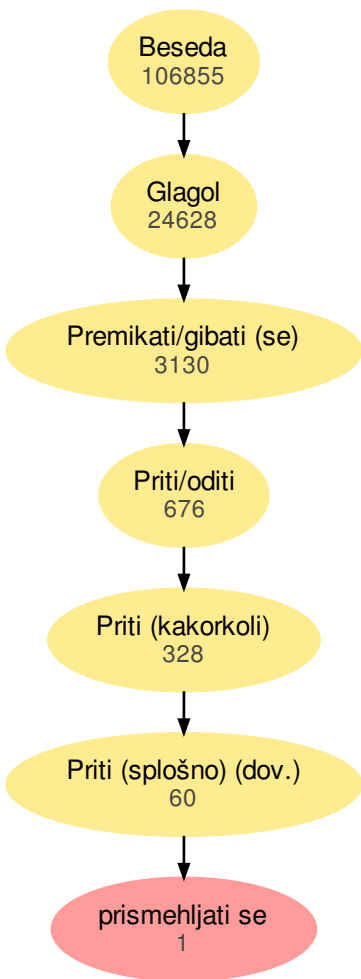 Beseda
106855
Glagol
24628
Premikati/gibati (se)
3130
Priti/oditi
676
Priti (kakorkoli)
328
Priti (splošno) (dov.)
60
prismehljati se
1